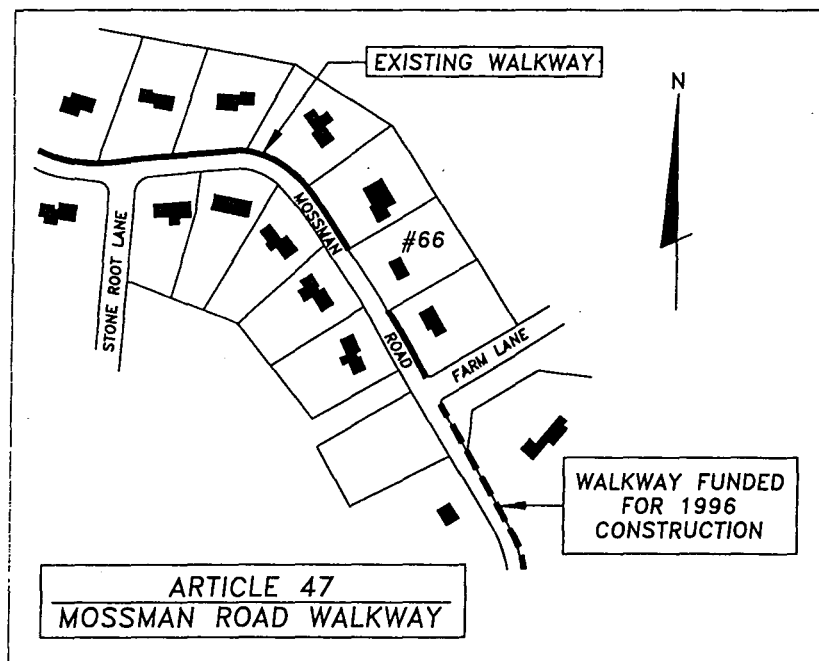 EXISTING WALKWAY
N
MOSSMAN
#66
STONE ROOT LANE
ROAD
FARM LANE
WALKWAY FUNDED
FOR 1996
CONSTRUCTION
ARTICLE 47
MOSSMAN ROAD WALKWAY